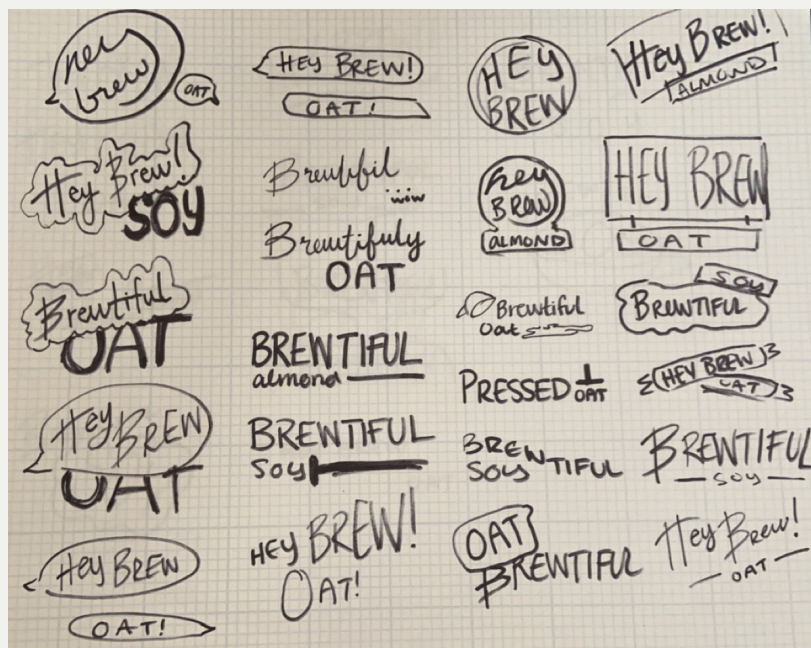 hey
brew
OAT
Hey Brew!
SOY
Brewtiful
OAT
Hey BREW
OAT
Hey BREW
OAT!
HEY BREW!
OAT!
wow
Brewtifuly
OAT
BREWTIFUL
almond
BREWTIFUL
SOY
HEY BREW!
OAT!
HEY
BREW
hey
BREW
ALMOND
Brewtiful
Oat
PRESSED
OAT
BREWTIFUL
SOY
OAT
BREWTIFUL
Hey BREW!
ALMOND
HEY BREW
OAT
SOY
BREWTIFUL
HEY BREW
OAT
BREWTIFUL
SOY
Hey Brew!
OAT